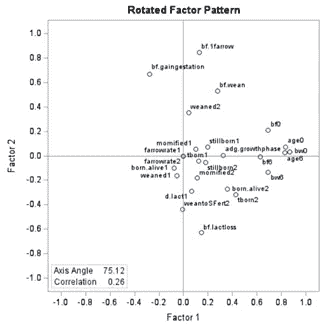 Rotated Factor Pattern
1.0
0.8
0.6
0.4
0.2
0.0
-0.2
-0.4
-0.6
-0.8
-1.0
Factor 2
bf.1farrow
bf.gaingestation
bf.wean
weaned2
bf0
momified1
stillborn1
age0
farrowrate1
tborn1
adg.growthphase
bw0
farrowrate2
bf6
age6
born.alive1
stillborn2
weaned1
momified2
bw6
d.lact1
born.alive2
tborn2
weantoSFert2
bf.lactloss
Axis Angle 75.12
Correlation 0.26
-1.0 -0.8 -0.6 -0.4 -0.2 0.0 0.2 0.4 0.6 0.8 1.0
Factor 1